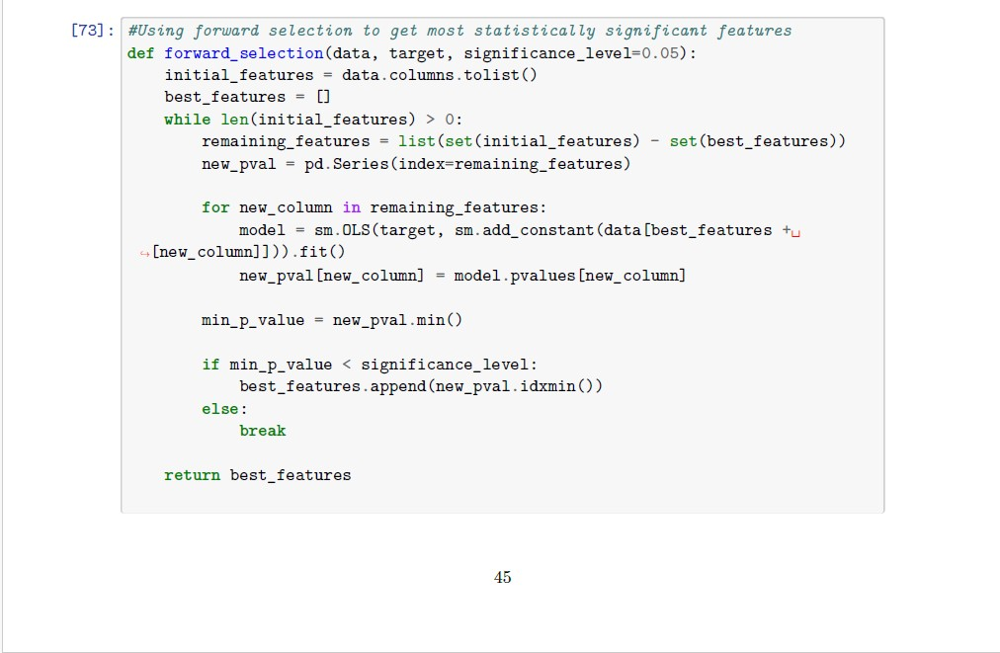 [73]: #Using forward selection to get most statistically significant features
def forward_selection(data, target, significance_level=0.05):
    initial_features = data.columns.tolist()
    best_features = []
    while len(initial_features) > 0:
        remaining_features = list(set(initial_features) - set(best_features))
        new_pval = pd.Series(index=remaining_features)

        for new_column in remaining_features:
            model = sm.OLS(target, sm.add_constant(data[best_features +␣
↪[new_column]])).fit()
            new_pval[new_column] = model.pvalues[new_column]

        min_p_value = new_pval.min()

        if min_p_value < significance_level:
            best_features.append(new_pval.idxmin())
        else:
            break

    return best_features

45